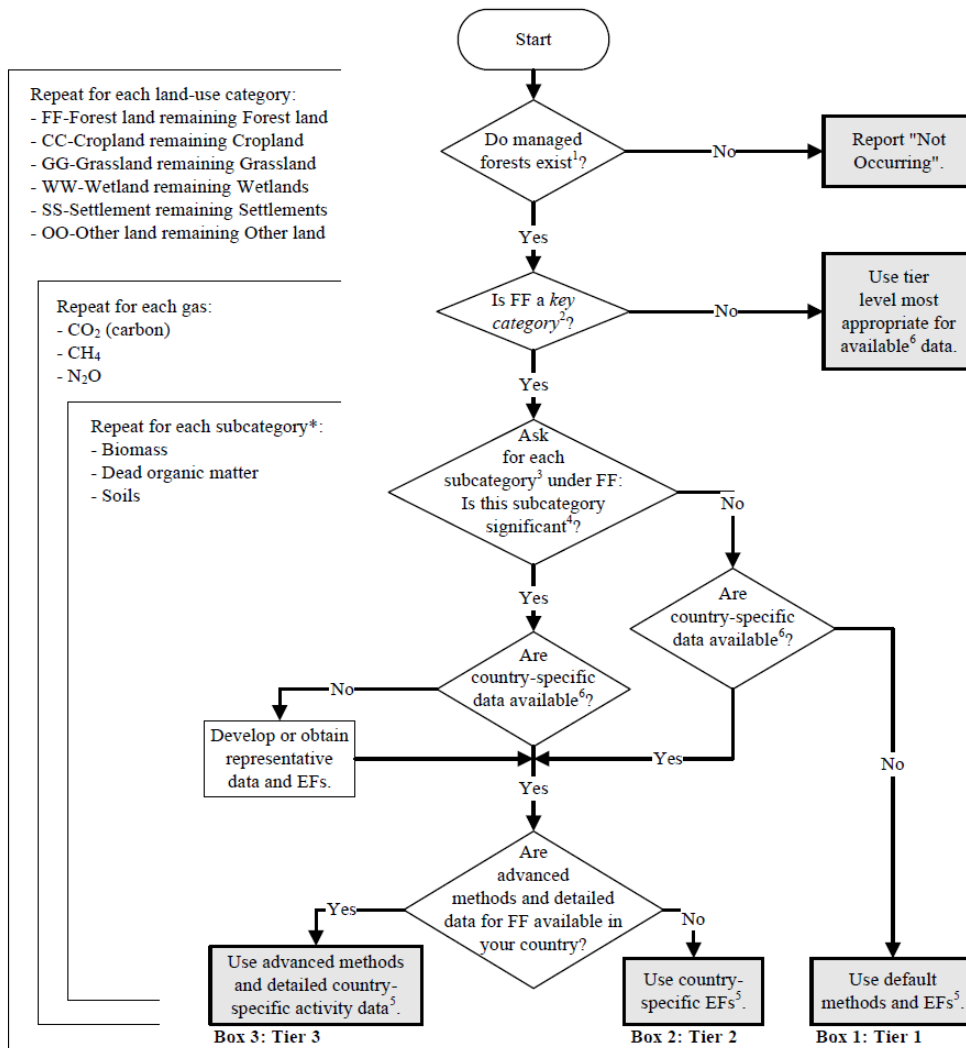 Start
Repeat for each land-use category:
- FF-Forest land remaining Forest land
- CC-Cropland remaining Cropland
- GG-Grassland remaining Grassland
- WW-Wetland remaining Wetlands
- SS-Settlement remaining Settlements
- OO-Other land remaining Other land
Do managed
forests exist¹?
No
Report "Not
Occurring".
Yes
Repeat for each gas:
- CO₂ (carbon)
- CH₄
- N₂O
Is FF a key
category²?
No
Use tier
level most
appropriate for
available⁶ data.
Yes
Repeat for each subcategory*:
- Biomass
- Dead organic matter
- Soils
Ask
for each
subcategory³ under FF:
Is this subcategory
significant⁴?
No
Yes
Are
country-specific
data available⁶?
Are
country-specific
data available⁶?
No
Develop or obtain
representative
data and EFs.
Yes
No
Yes
Are
advanced
methods and detailed
data for FF available in
your country?
Yes
No
Use advanced methods
and detailed country-
specific activity data⁵.
Use country-
specific EFs⁵.
Use default
methods and EFs⁵.
Box 3: Tier 3
Box 2: Tier 2
Box 1: Tier 1